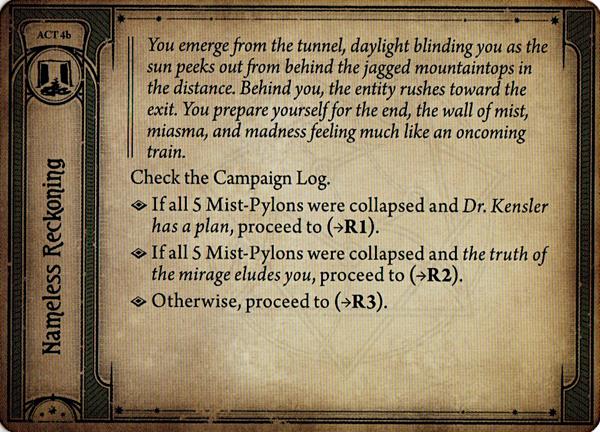 ACT 4b
Nameless Reckoning
You emerge from the tunnel, daylight blinding you as the
sun peeks out from behind the jagged mountaintops in
the distance. Behind you, the entity rushes toward the
exit. You prepare yourself for the end, the wall of mist,
miasma, and madness feeling much like an oncoming
train.
Check the Campaign Log.
If all 5 Mist-Pylons were collapsed and Dr. Kensler
has a plan, proceed to (→R1).
If all 5 Mist-Pylons were collapsed and the truth of
the mirage eludes you, proceed to (→R2).
Otherwise, proceed to (→R3).